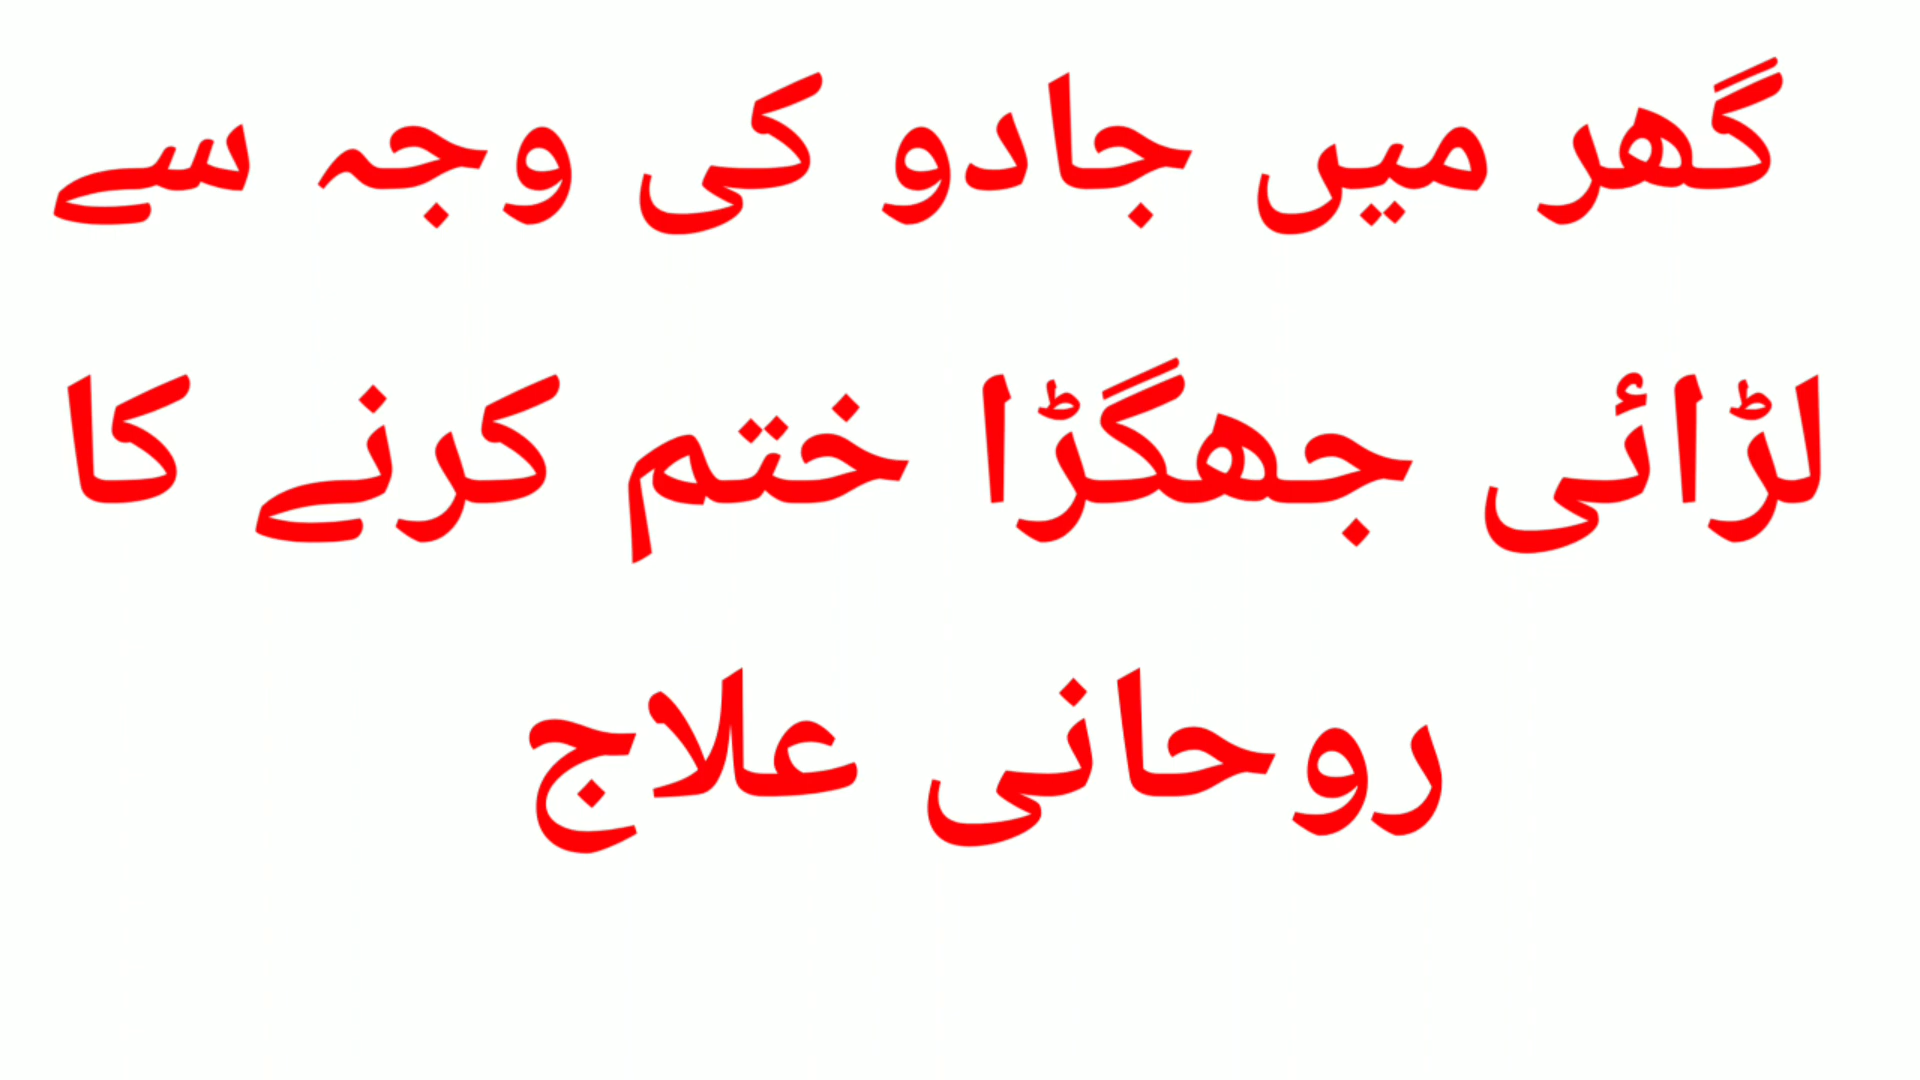 گھر میں جادو کی وجہ سے
لڑائی جھگڑا ختم کرنے کا
روحانی علاج